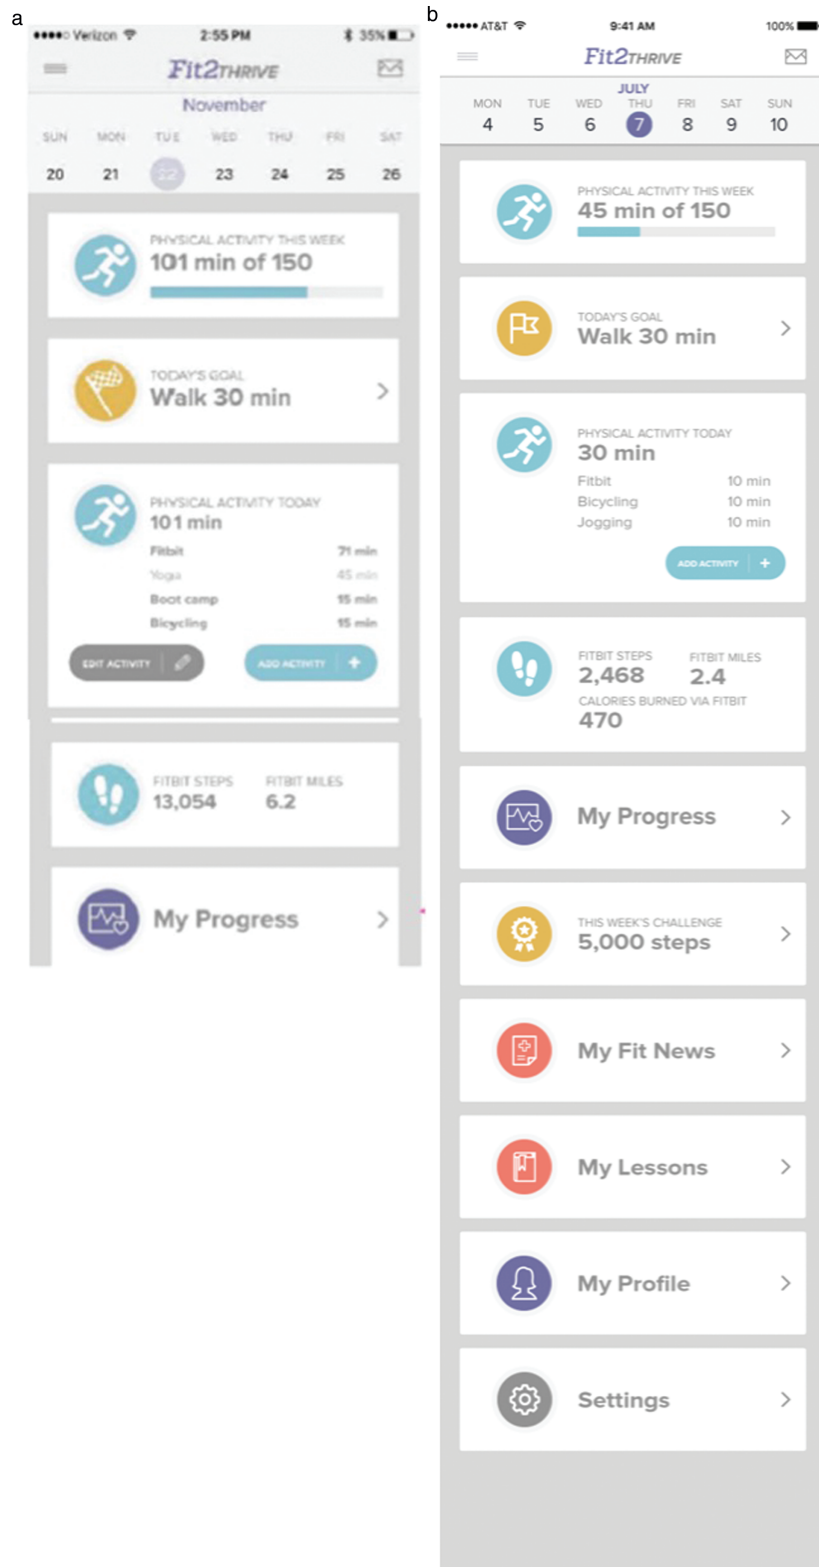 a
Verizon 2:55 PM 35%
Fit2THRIVE
November
SUN MON TUE WED THU FRI SAT
20 21 22 23 24 25 26
PHYSICAL ACTIVITY THIS WEEK
101 min of 150
TODAY'S GOAL
Walk 30 min
PHYSICAL ACTIVITY TODAY
101 min
Fitbit 71 min
Yoga 45 min
Boot camp 15 min
Bicycling 15 min
EDIT ACTIVITY ADD ACTIVITY +
FITBIT STEPS FITBIT MILES
13,054 6.2
My Progress
b
AT&T 9:41 AM 100%
Fit2THRIVE
JULY
MON TUE WED THU FRI SAT SUN
4 5 6 7 8 9 10
PHYSICAL ACTIVITY THIS WEEK
45 min of 150
TODAY'S GOAL
Walk 30 min
PHYSICAL ACTIVITY TODAY
30 min
Fitbit 10 min
Bicycling 10 min
Jogging 10 min
ADD ACTIVITY +
FITBIT STEPS FITBIT MILES
2,468 2.4
CALORIES BURNED VIA FITBIT
470
My Progress
THIS WEEK'S CHALLENGE
5,000 steps
My Fit News
My Lessons
My Profile
Settings